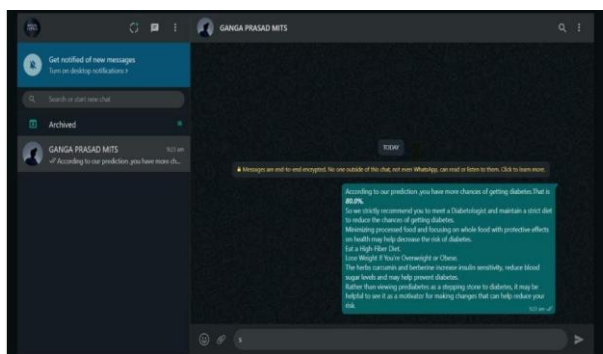 GANGA PRASAD MITS
Get notified of new messages
Turn on desktop notifications >
Search or start new chat
Archived
GANGA PRASAD MITS
According to our prediction ,you have more ch...
TODAY
Messages are end-to-end encrypted. No one outside of this chat, not even WhatsApp, can read or listen to them. Click to learn more.
According to our prediction ,you have more chances of getting diabetes.That is
80.0%.
So we strictly recommend you to meet a Diabetologist and maintain a strict diet
to reduce the chances of getting diabetes.
Minimizing processed food and focusing on whole food with protective effects
on health may help decrease the risk of diabetes.
Eat a High-Fiber Diet.
Lose Weight If You're Overweight or Obese.
The herbs curcumin and berberine increase insulin sensitivity, reduce blood
sugar levels and may help prevent diabetes.
Rather than viewing prediabetes as a stepping stone to diabetes, it may be
helpful to see it as a motivator for making changes that can help reduce your
risk.